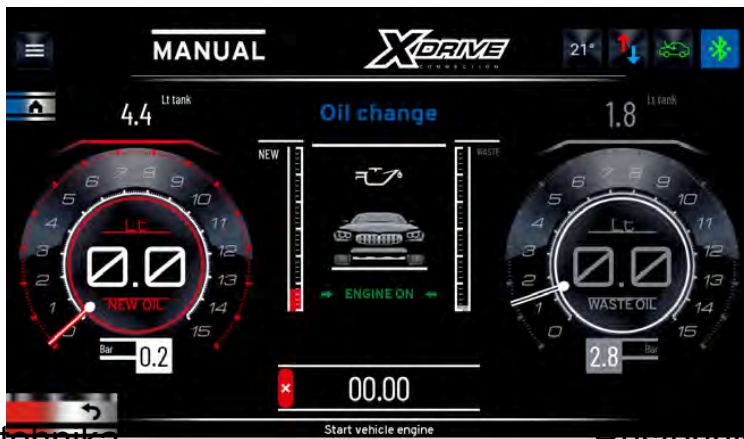 MANUAL
XDRIVE
CONNECTION
21°
4.4 Lt tank
Oil change
1.8 Lt tank
NEW
WASTE
0 1 2 3 4 5 6 7 8 9 10 11 12 13 14 15
Lt
0.0
NEW OIL
Bar 0.2
ENGINE ON
0 1 2 3 4 5 6 7 8 9 10 11 12 13 14 15
Lt
0.0
WASTE OIL
2.8 Bar
× 00.00
Start vehicle engine